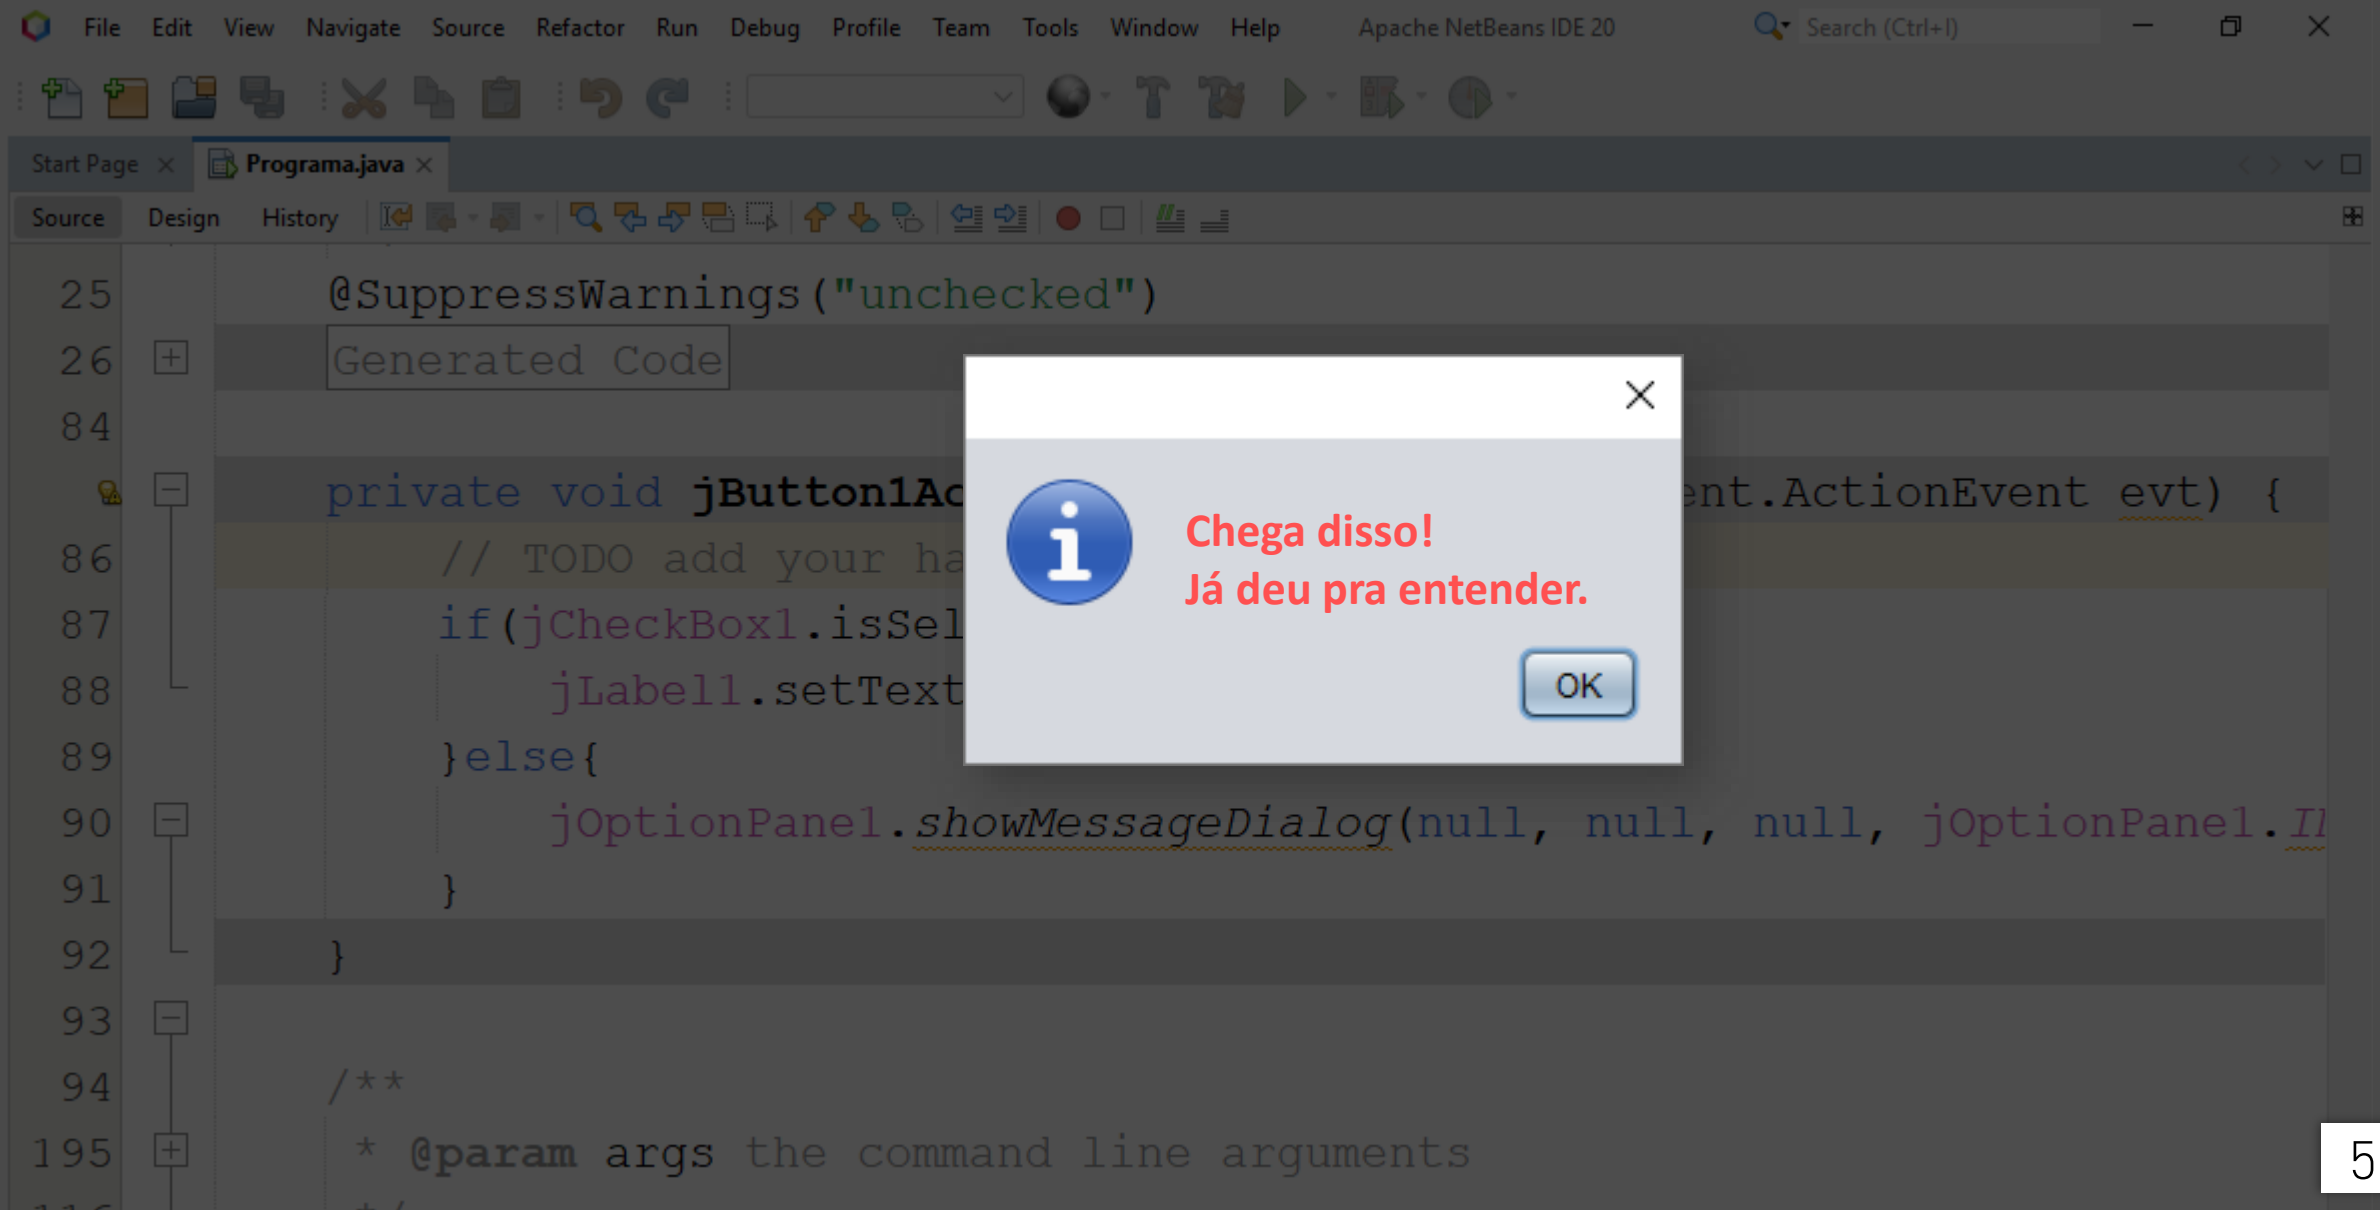 File Edit View Navigate Source Refactor Run Debug Profile Team Tools Window Help Apache NetBeans IDE 20 Search (Ctrl+I)
Start Page Programa.java
Source Design History
25 @SuppressWarnings("unchecked")
26 Generated Code
84
private void jButton1Ac ent.ActionEvent evt) {
86 // TODO add your ha
87 if(jCheckBox1.isSel
88 jLabel1.setText
89 }else{
90 jOptionPane1.showMessageDialog(null, null, null, jOptionPane1.
91 }
92 }
93
94 /**
195 * @param args the command line arguments
Chega disso!
Já deu pra entender.
OK
5